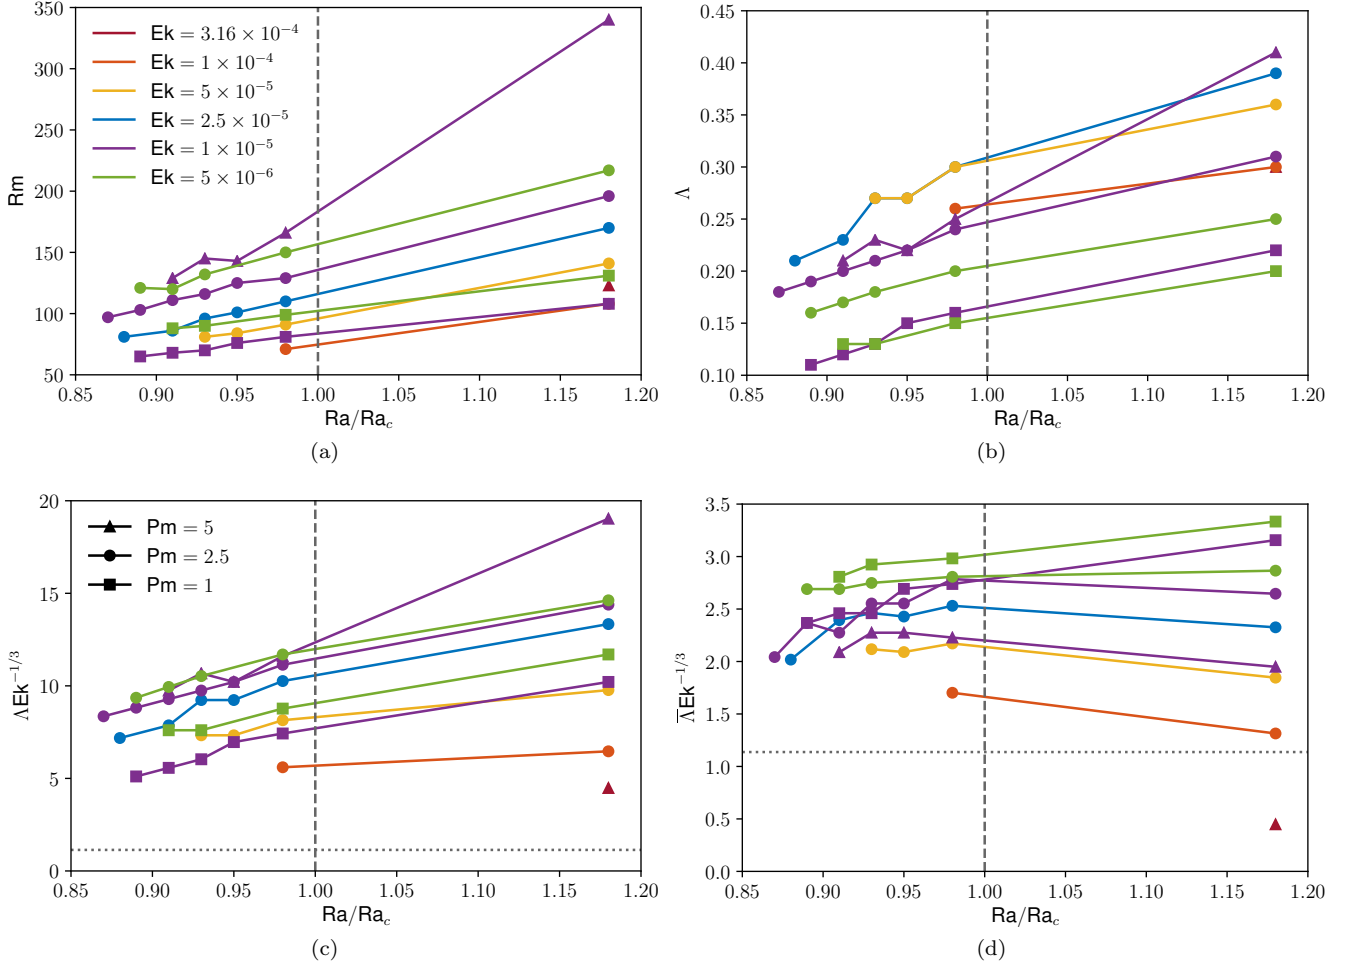 350
300
250
200
150
100
50
Rm
Ek = 3.16 × 10⁻⁴
Ek = 1 × 10⁻⁴
Ek = 5 × 10⁻⁵
Ek = 2.5 × 10⁻⁵
Ek = 1 × 10⁻⁵
Ek = 5 × 10⁻⁶
0.85 0.90 0.95 1.00 1.05 1.10 1.15 1.20
Ra/Ra_c
(a)
0.45
0.40
0.35
0.30
0.25
0.20
0.15
0.10
Λ
0.85 0.90 0.95 1.00 1.05 1.10 1.15 1.20
Ra/Ra_c
(b)
20
15
10
5
0
ΛEk⁻¹/³
Pm = 5
Pm = 2.5
Pm = 1
0.85 0.90 0.95 1.00 1.05 1.10 1.15 1.20
Ra/Ra_c
(c)
3.5
3.0
2.5
2.0
1.5
1.0
0.5
0.0
Λ̅Ek⁻¹/³
0.85 0.90 0.95 1.00 1.05 1.10 1.15 1.20
Ra/Ra_c
(d)